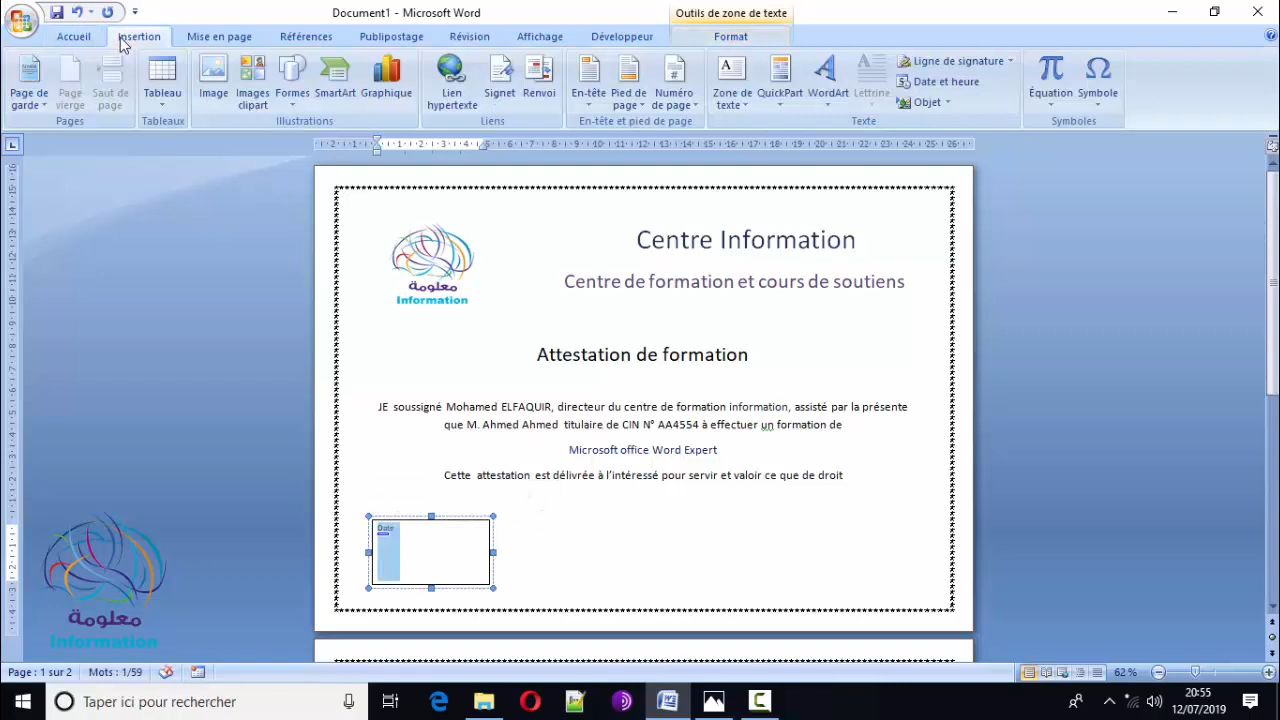 Document1 - Microsoft Word
Outils de zone de texte
Accueil
Insertion
Mise en page
Références
Publipostage
Révision
Affichage
Développeur
Format
Page de garde
Page vierge
Saut de page
Tableau
Image
Images clipart
Formes
SmartArt
Graphique
Lien hypertexte
Signet
Renvoi
En-tête
Pied de page
Numéro de page
Zone de texte
QuickPart
WordArt
Lettrine
Ligne de signature
Date et heure
Objet
Équation
Symbole
Pages
Tableaux
Illustrations
Liens
En-tête et pied de page
Texte
Symboles
معلومة
Information
Centre Information
Centre de formation et cours de soutiens
Attestation de formation
JE soussigné Mohamed ELFAQUIR, directeur du centre de formation information, assisté par la présente
que M. Ahmed Ahmed titulaire de CIN N° AA4554 à effectuer un formation de
Microsoft office Word Expert
Cette attestation est délivrée à l'intéressé pour servir et valoir ce que de droit
Date
معلومة
Information
Page : 1 sur 2
Mots : 1/59
62 %
Taper ici pour rechercher
20:55
12/07/2019